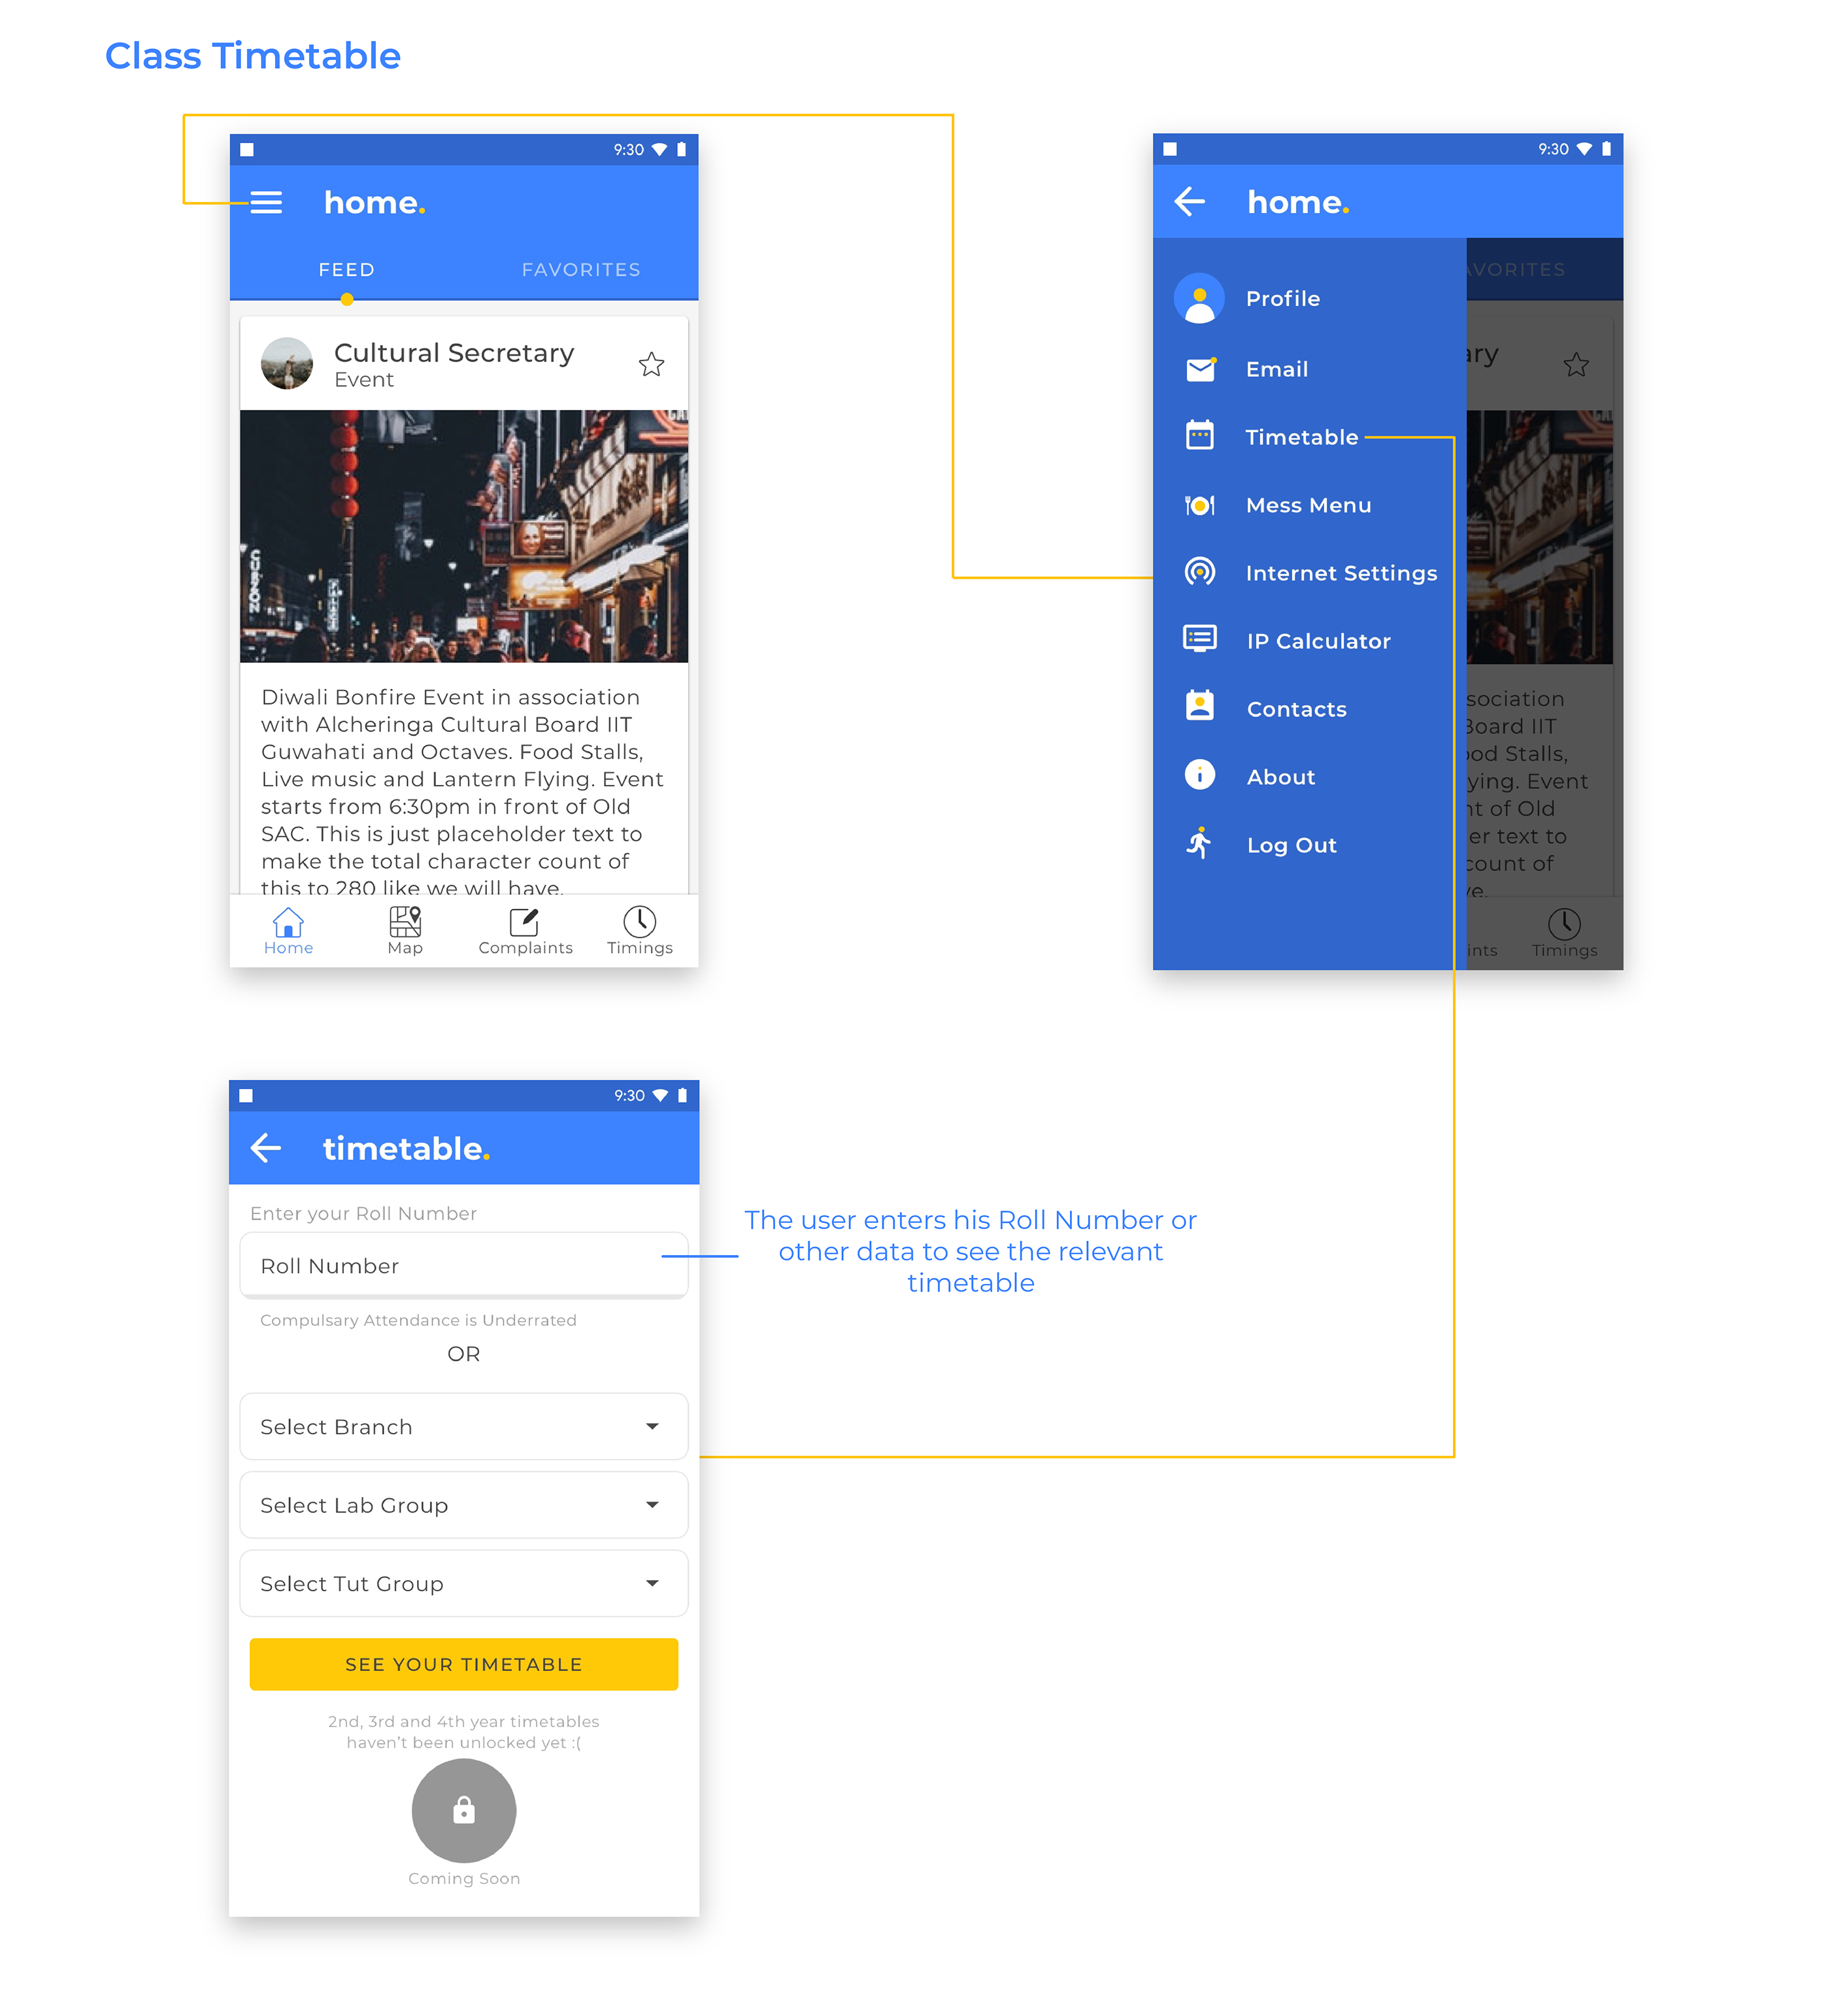 Class Timetable
9:30
home.
FEED
FAVORITES
Cultural Secretary
Event
CURZON
Diwali Bonfire Event in association
with Alcheringa Cultural Board IIT
Guwahati and Octaves. Food Stalls,
Live music and Lantern Flying. Event
starts from 6:30pm in front of Old
SAC. This is just placeholder text to
make the total character count of
this to 280 like we will have.
Home
Map
Complaints
Timings
9:30
home.
AVORITES
Profile
ary
Email
Timetable
Mess Menu
Internet Settings
IP Calculator
Contacts
About
Log Out
sociation
Board IIT
ood Stalls,
ying. Event
nt of Old
er text to
count of
ve.
ints
Timings
9:30
timetable.
Enter your Roll Number
Roll Number
Compulsary Attendance is Underrated
OR
Select Branch
Select Lab Group
Select Tut Group
SEE YOUR TIMETABLE
2nd, 3rd and 4th year timetables
haven't been unlocked yet :(
Coming Soon
The user enters his Roll Number or
other data to see the relevant
timetable